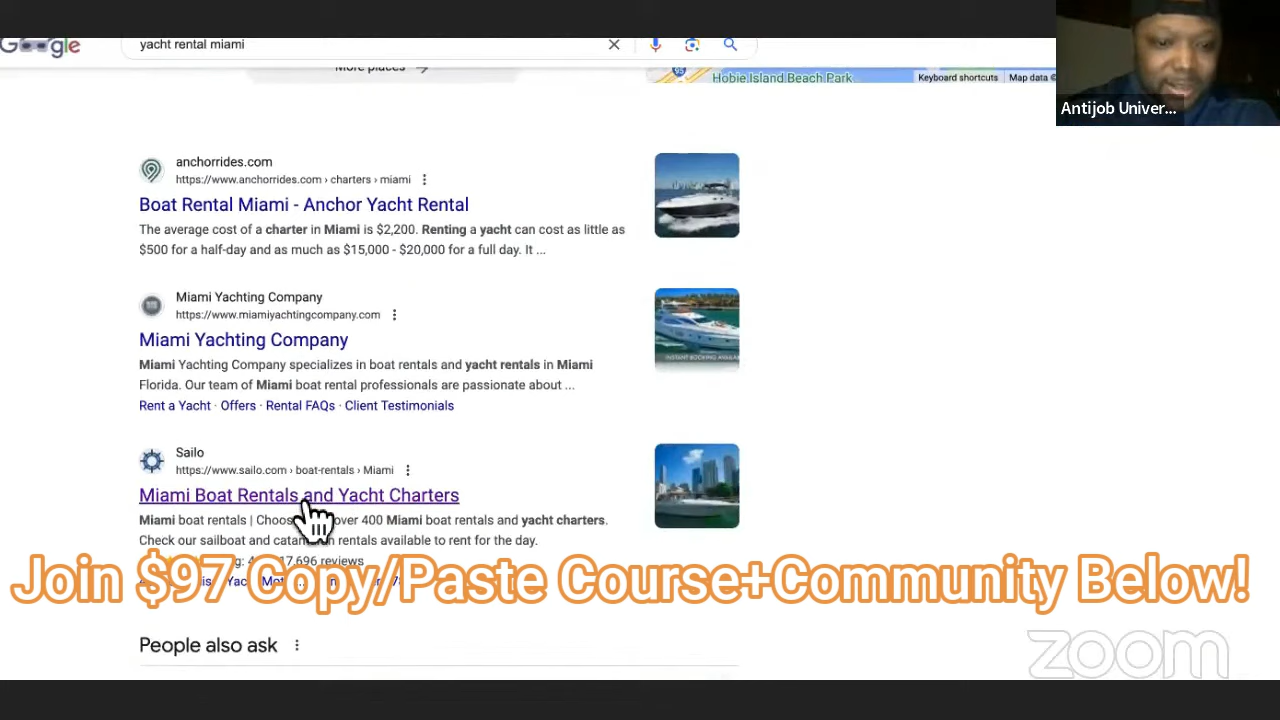 Google
yacht rental miami
More places
95
Hobie Island Beach Park
Keyboard shortcuts
Map data ©
Antijob Univer...
anchorrides.com
https://www.anchorrides.com › charters › miami
Boat Rental Miami - Anchor Yacht Rental
The average cost of a charter in Miami is $2,200. Renting a yacht can cost as little as
$500 for a half-day and as much as $15,000 - $20,000 for a full day. It ...
Miami Yachting Company
https://www.miamiyachtingcompany.com
Miami Yachting Company
Miami Yachting Company specializes in boat rentals and yacht rentals in Miami
Florida. Our team of Miami boat rental professionals are passionate about ...
Rent a Yacht · Offers · Rental FAQs · Client Testimonials
INSTANT BOOKING
Sailo
https://www.sailo.com › boat-rentals › Miami
Miami Boat Rentals and Yacht Charters
Miami boat rentals | Choose over 400 Miami boat rentals and yacht charters.
Check our sailboat and catamaran rentals available to rent for the day.
17,696 reviews
Join $97 Copy/Paste Course+Community Below!
People also ask
zoom